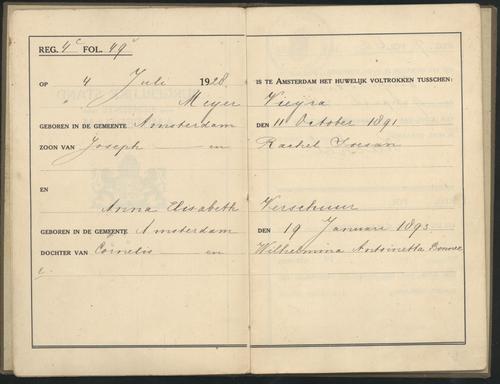 REG. 4c FOL. 49
OP 4 Juli 1928. IS TE AMSTERDAM HET HUWELIJK VOLTROKKEN TUSSCHEN:
Meyer Vieyra
GEBOREN IN DE GEMEENTE Amsterdam DEN 11 October 1891
ZOON VAN Joseph en Rachel
EN
Anna Elisabeth Verschuur
GEBOREN IN DE GEMEENTE Amsterdam DEN 19 Januari 1893
DOCHTER VAN Cornelis en Wilhelmina Antoinetta